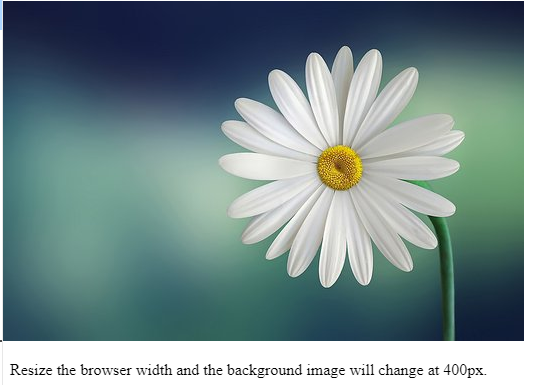 Resize the browser width and the background image will change at 400px.